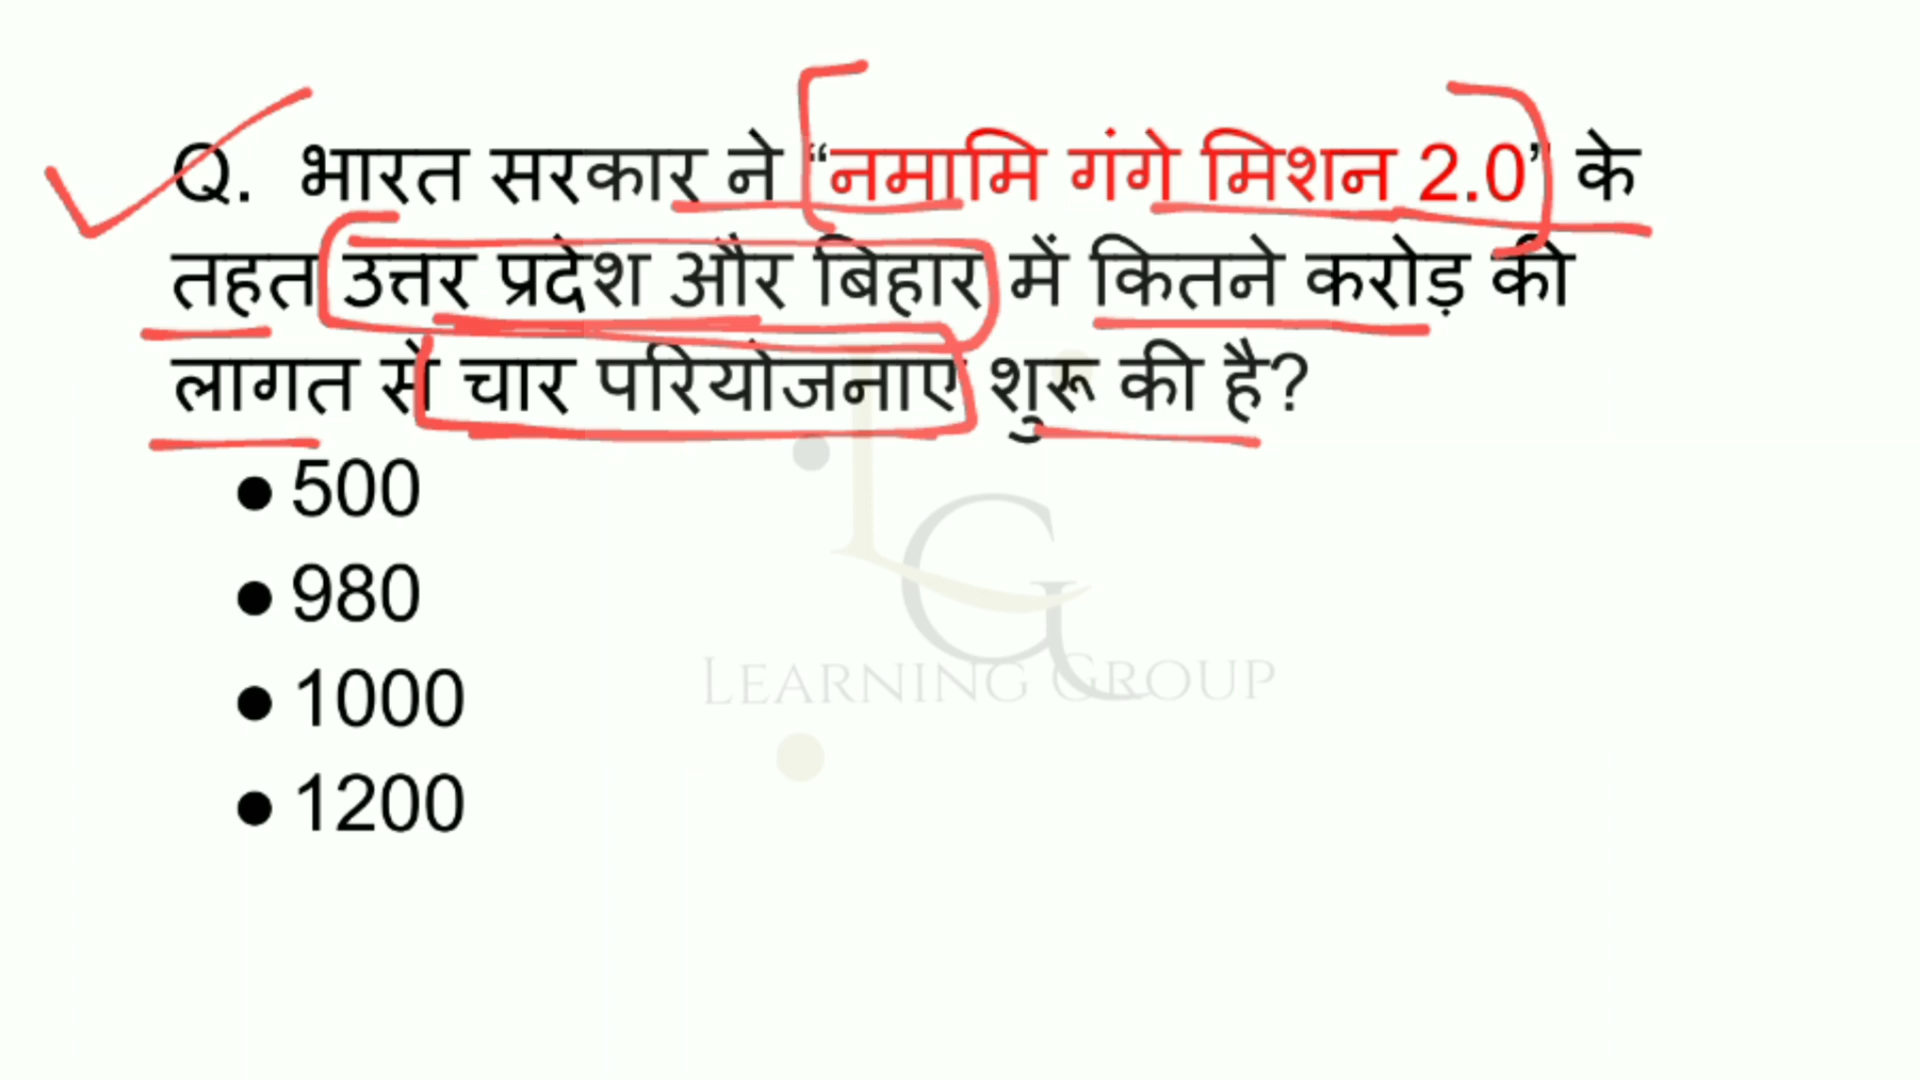 Q. भारत सरकार ने “नमामि गंगे मिशन 2.0” के
तहत उत्तर प्रदेश और बिहार में कितने करोड़ की
लागत से चार परियोजनाएं शुरू की है?
● 500
● 980
● 1000
● 1200
LG
LEARNING GROUP